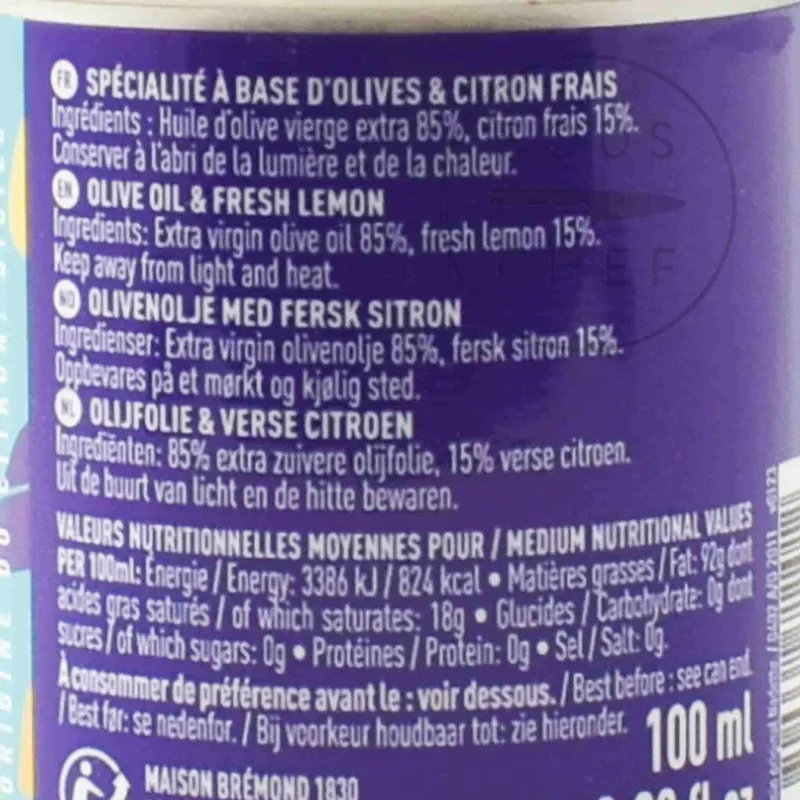 FR SPÉCIALITÉ À BASE D'OLIVES & CITRON FRAIS
Ingrédients : Huile d'olive vierge extra 85%, citron frais 15%.
Conserver à l'abri de la lumière et de la chaleur.
EN OLIVE OIL & FRESH LEMON
Ingredients: Extra virgin olive oil 85%, fresh lemon 15%.
Keep away from light and heat.
NO OLIVENOLJE MED FERSK SITRON
Ingredienser: Extra virgin olivenolje 85%, fersk sitron 15%.
Oppbevares på et mørkt og kjølig sted.
NL OLIJFOLIE & VERSE CITROEN
Ingrediënten: 85% extra zuivere olijfolie, 15% verse citroen.
Uit de buurt van licht en de hitte bewaren.
VALEURS NUTRITIONNELLES MOYENNES POUR / MEDIUM NUTRITIONAL VALUES
PER 100ml: Énergie / Energy: 3386 kJ / 824 kcal • Matières grasses / Fat: 92g dont
acides gras saturés / of which saturates: 18g • Glucides / Carbohydrate: 0g dont
sucres / of which sugars: 0g • Protéines / Protein: 0g • Sel / Salt: 0g.
À consommer de préférence avant le : voir dessous. / Best before : see can end.
/ Best før: se nedenfor. / Bij voorkeur houdbaar tot: zie hieronder.
100 ml
MAISON BRÉMOND 1830
fl oz
v0123
CHEF